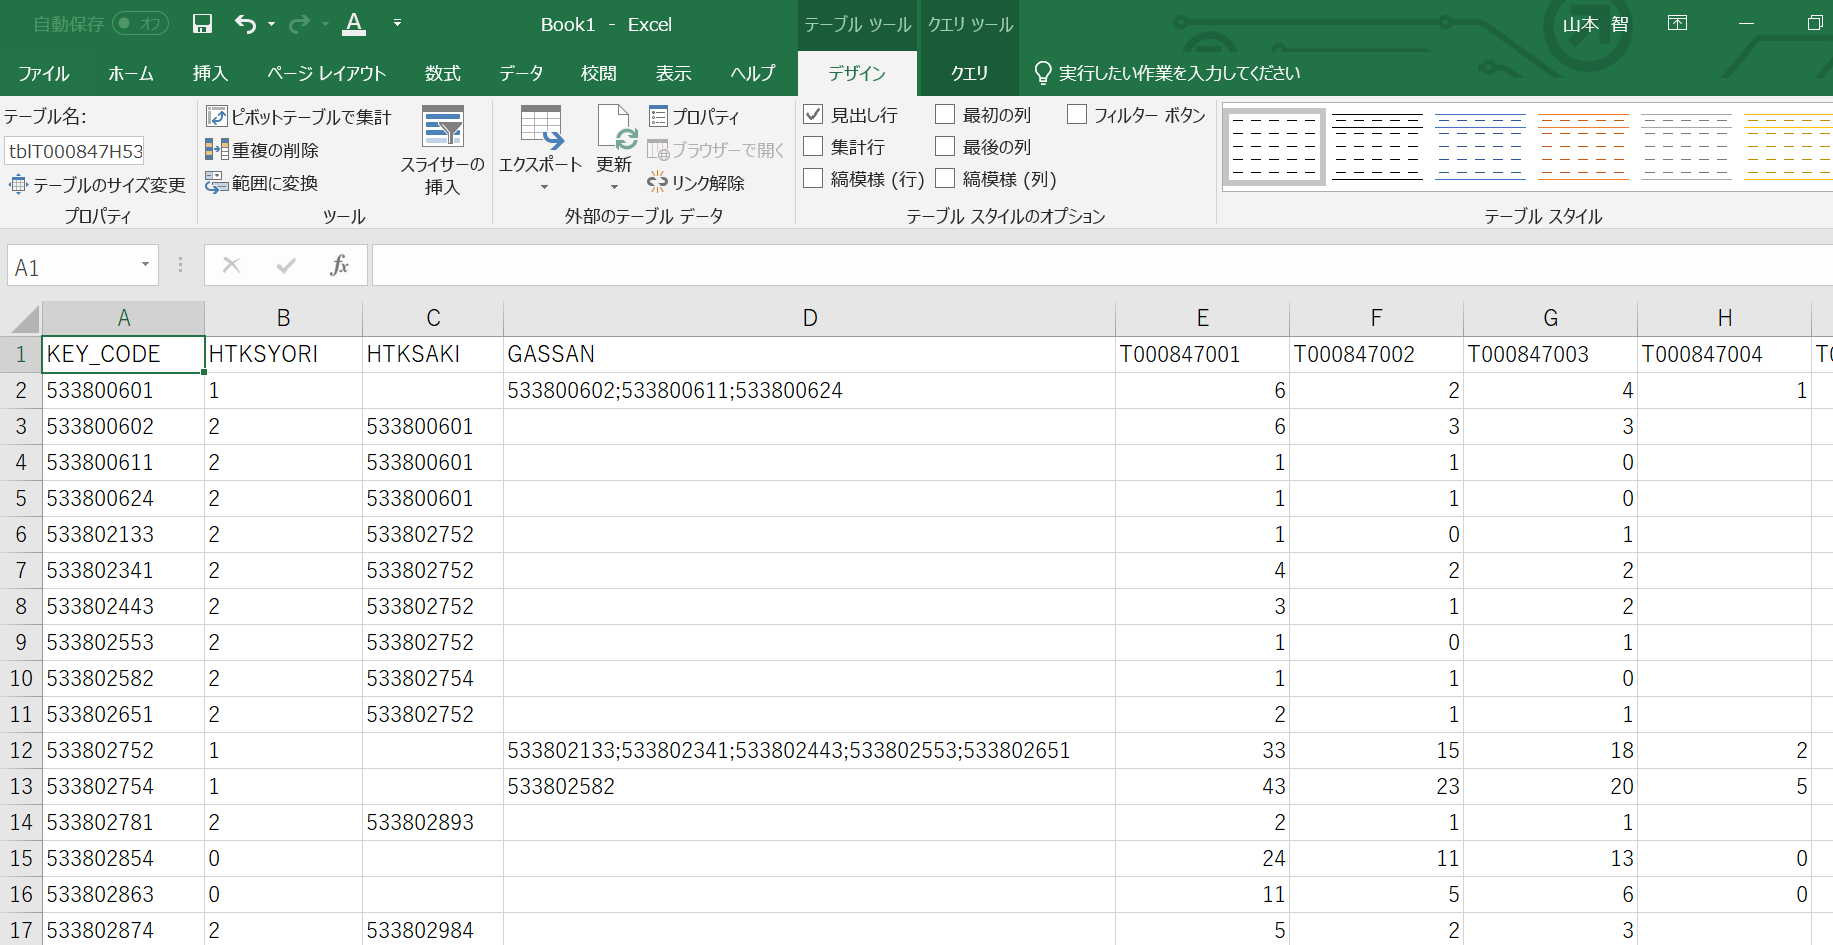 自動保存 オフ
Book1 - Excel
テーブル ツール クエリ ツール
山本 智
ファイル ホーム 挿入 ページ レイアウト 数式 データ 校閲 表示 ヘルプ デザイン クエリ 実行したい作業を入力してください
テーブル名:
tblT000847H53
テーブルのサイズ変更
プロパティ
ピボットテーブルで集計
重複の削除
範囲に変換
スライサーの
挿入
ツール
エクスポート
更新
プロパティ
ブラウザーで開く
リンク解除
外部のテーブル データ
見出し行 最初の列 フィルター ボタン
集計行 最後の列
縞模様 (行) 縞模様 (列)
テーブル スタイルのオプション
テーブル スタイル
A1 fx
A B C D E F G H
1 KEY_CODE HTKSYORI HTKSAKI GASSAN T000847001 T000847002 T000847003 T000847004
2 533800601 1 533800602;533800611;533800624 6 2 4 1
3 533800602 2 533800601 6 3 3
4 533800611 2 533800601 1 1 0
5 533800624 2 533800601 1 1 0
6 533802133 2 533802752 1 0 1
7 533802341 2 533802752 4 2 2
8 533802443 2 533802752 3 1 2
9 533802553 2 533802752 1 0 1
10 533802582 2 533802754 1 1 0
11 533802651 2 533802752 2 1 1
12 533802752 1 533802133;533802341;533802443;533802553;533802651 33 15 18 2
13 533802754 1 533802582 43 23 20 5
14 533802781 2 533802893 2 1 1
15 533802854 0 24 11 13 0
16 533802863 0 11 5 6 0
17 533802874 2 533802984 5 2 3